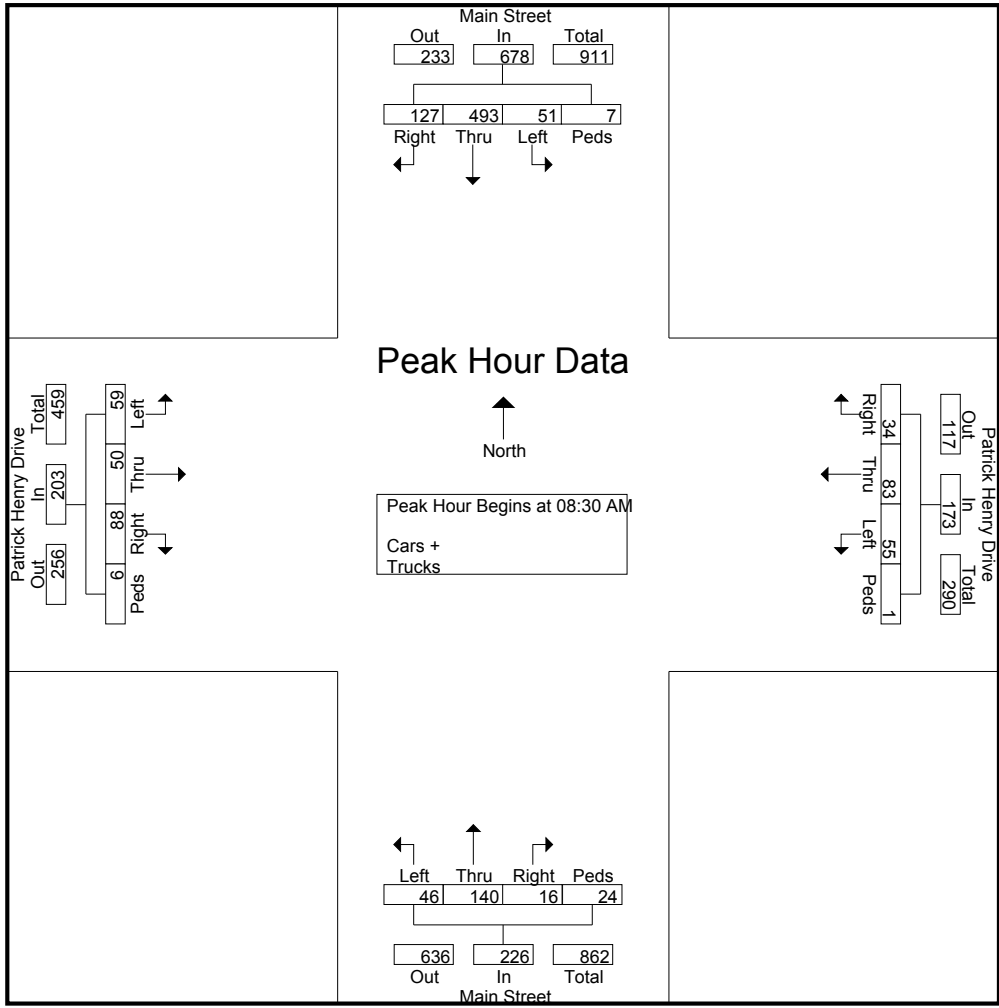 Main Street
Out In Total
233 678 911
127 493 51 7
Right Thru Left Peds
Peak Hour Data
North
Peak Hour Begins at 08:30 AM
Cars +
Trucks
Patrick Henry Drive
Out In Total
256 203 459
Left Thru Right Peds
59 50 88 6
Patrick Henry Drive
Out In Total
117 173 290
Right Thru Left Peds
34 83 55 1
Left Thru Right Peds
46 140 16 24
636 226 862
Out In Total
Main Street